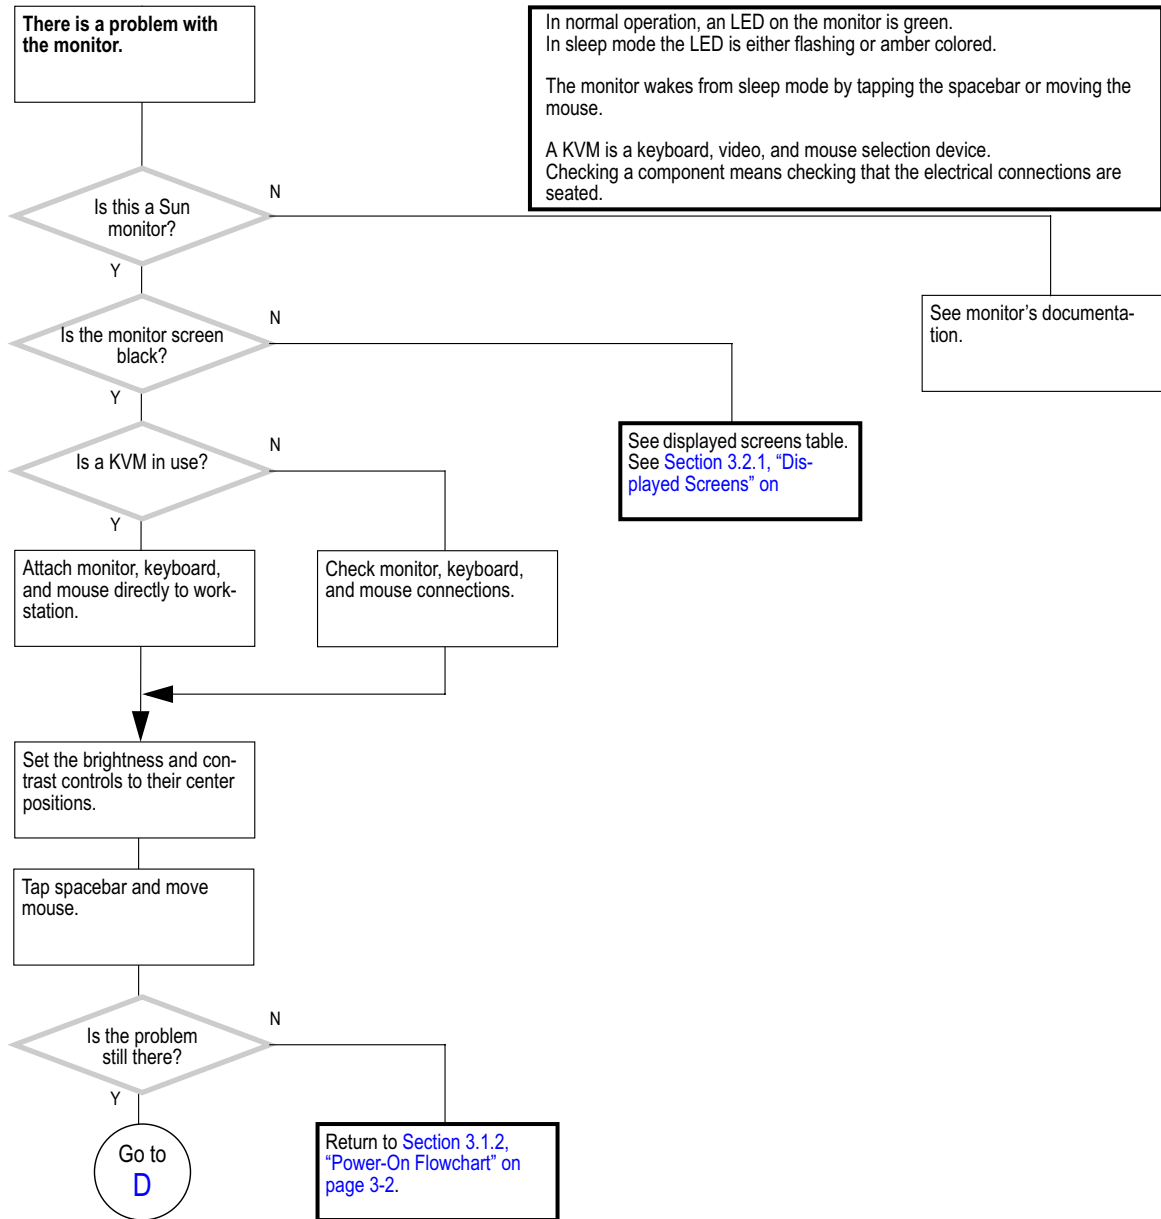 There is a problem with
the monitor.
In normal operation, an LED on the monitor is green.
In sleep mode the LED is either flashing or amber colored.
The monitor wakes from sleep mode by tapping the spacebar or moving the
mouse.
A KVM is a keyboard, video, and mouse selection device.
Checking a component means checking that the electrical connections are
seated.
Is this a Sun
monitor?
N
Y
See monitor’s documenta-
tion.
Is the monitor screen
black?
N
Y
See displayed screens table.
See Section 3.2.1, “Dis-
played Screens” on
Is a KVM in use?
N
Y
Attach monitor, keyboard,
and mouse directly to work-
station.
Check monitor, keyboard,
and mouse connections.
Set the brightness and con-
trast controls to their center
positions.
Tap spacebar and move
mouse.
Is the problem
still there?
N
Y
Go to
D
Return to Section 3.1.2,
“Power-On Flowchart” on
page 3-2.